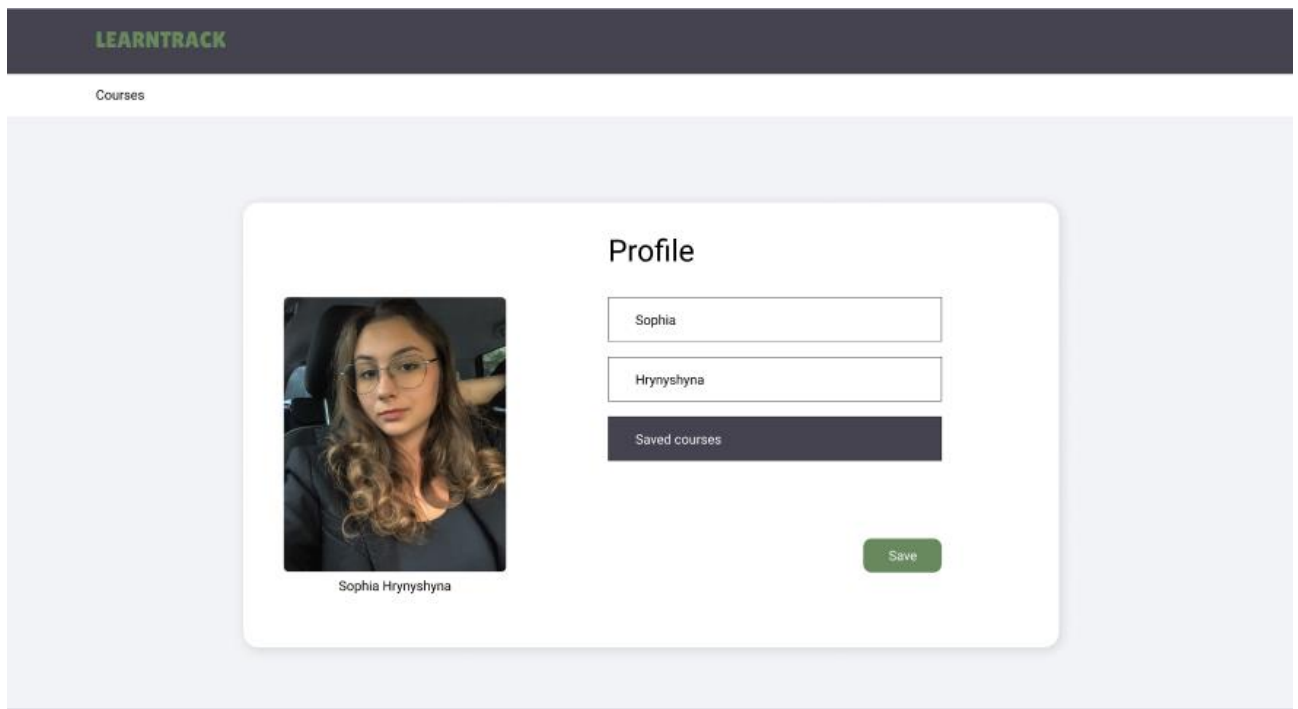 LEARNTRACK
Courses
Profile
Sophia
Hrynyshyna
Saved courses
Save
Sophia Hrynyshyna